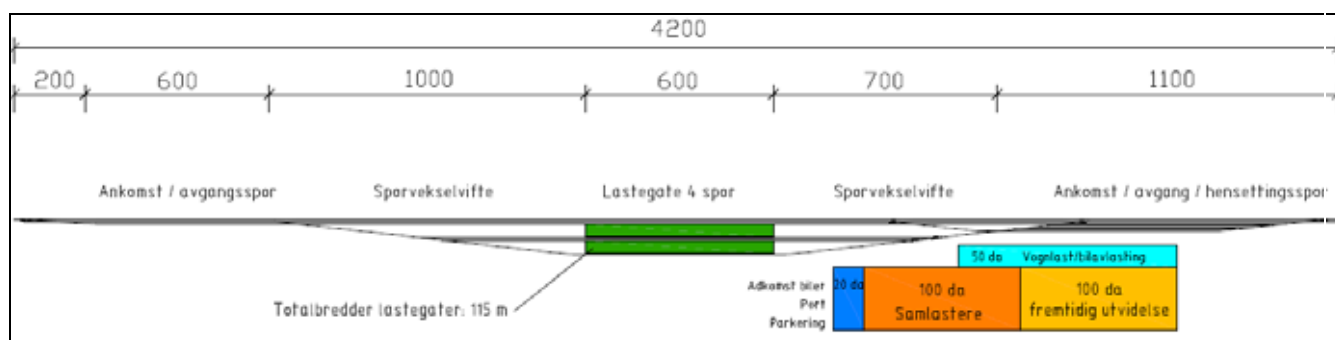 4200
200 600 1000 600 700 1100
Ankomst / avgangsspor Sporvekselvifte Lastegate 4 spor Sporvekselvifte Ankomst / avgang / hensettingsspor
50 da Vognlast/bilavlasting
Totalbredder lastegater: 115 m
Adkomst biler
Port
Parkering
20 da
100 da
Samlastere
100 da
fremtidig utvidelse